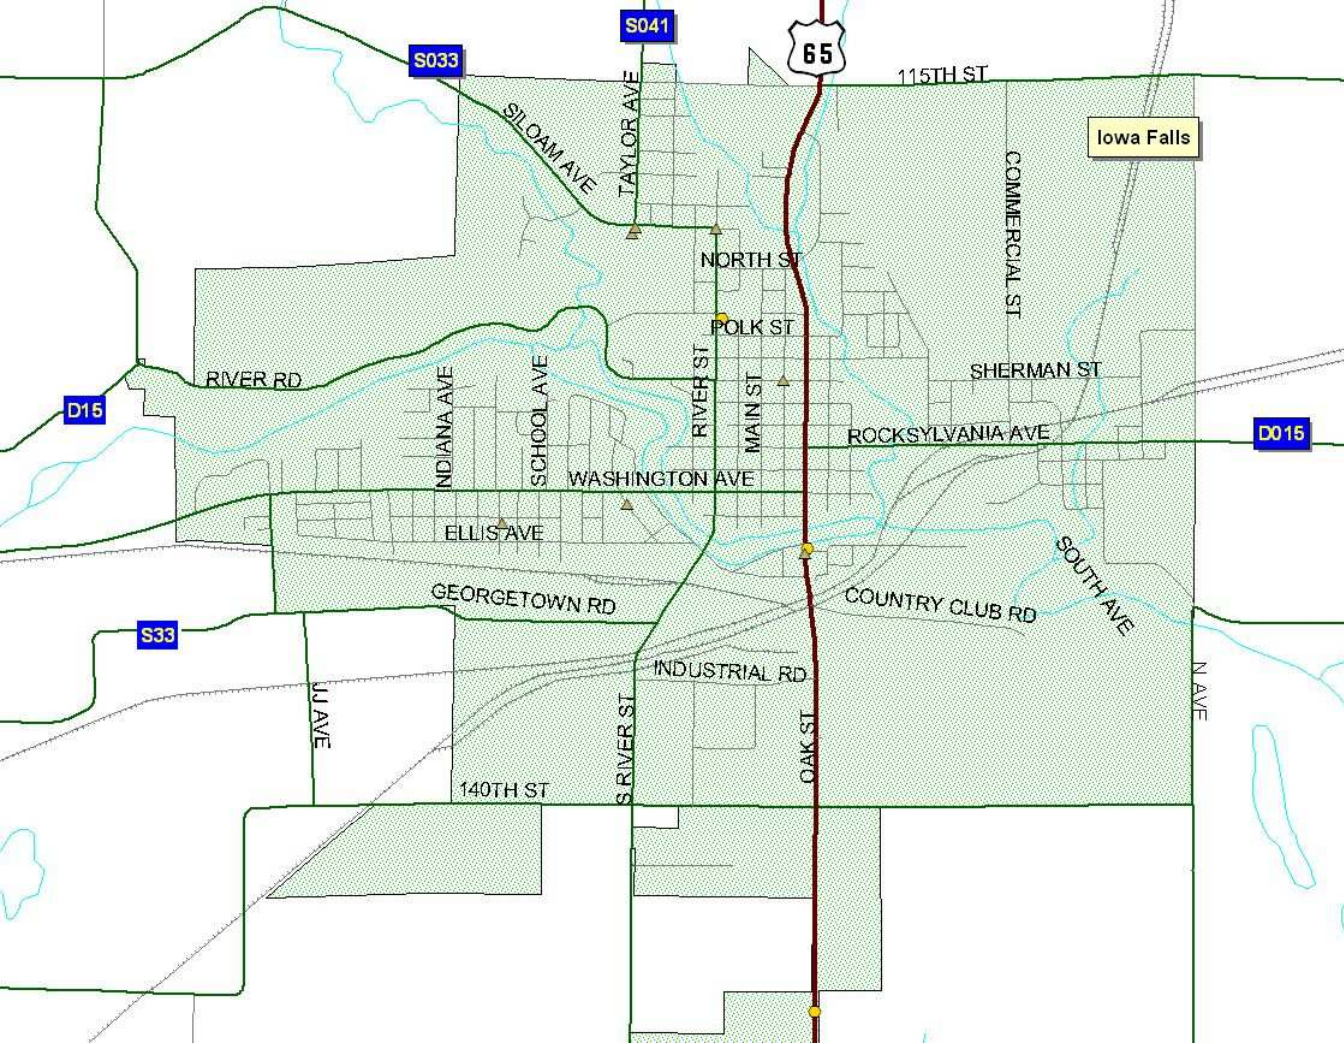 S041
65
S033
115TH ST
Iowa Falls
SILOAM AVE
TAYLOR AVE
COMMERCIAL ST
NORTH ST
POLK ST
RIVER RD
SHERMAN ST
D15
INDIANA AVE
SCHOOL AVE
RIVER ST
MAIN ST
ROCKSYLVANIA AVE
D015
WASHINGTON AVE
ELLIS AVE
SOUTH AVE
GEORGETOWN RD
COUNTRY CLUB RD
S33
INDUSTRIAL RD
JJ AVE
S RIVER ST
OAK ST
N AVE
140TH ST